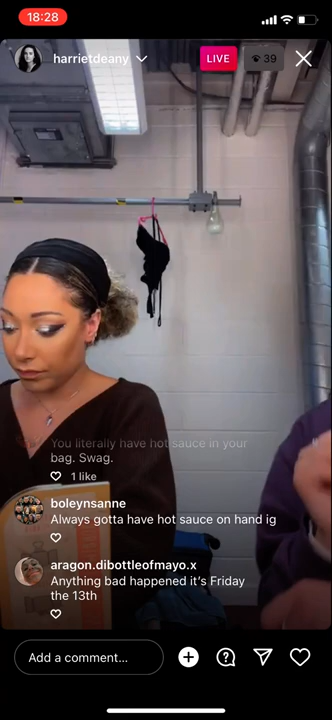 18:28
harrietdeany
LIVE
39
You literally have hot sauce in your
bag. Swag.
1 like
boleynsanne
Always gotta have hot sauce on hand ig
aragon.dibottleofmayo.x
Anything bad happened it's Friday
the 13th
Add a comment...